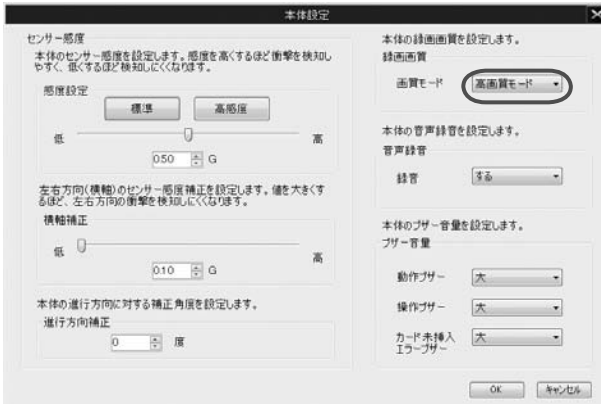 本体設定
センサー感度
本体のセンサー感度を設定します。感度を高くするほど衝撃を検知し
やすく、低くするほど検知しにくくなります。
感度設定
標準 高感度
低 高
0.50 G
左右方向(横軸)のセンサー感度補正を設定します。値を大きくす
るほど、左右方向の衝撃を検知しにくくなります。
横軸補正
低 高
0.10 G
本体の進行方向に対する補正角度を設定します。
進行方向補正
0 度
本体の録画画質を設定します。
録画画質
画質モード 高画質モード
本体の音声録音を設定します。
音声録音
録音 する
本体のブザー音量を設定します。
ブザー音量
動作ブザー 大
操作ブザー 大
カード未挿入
エラーブザー 大
OK キャンセル